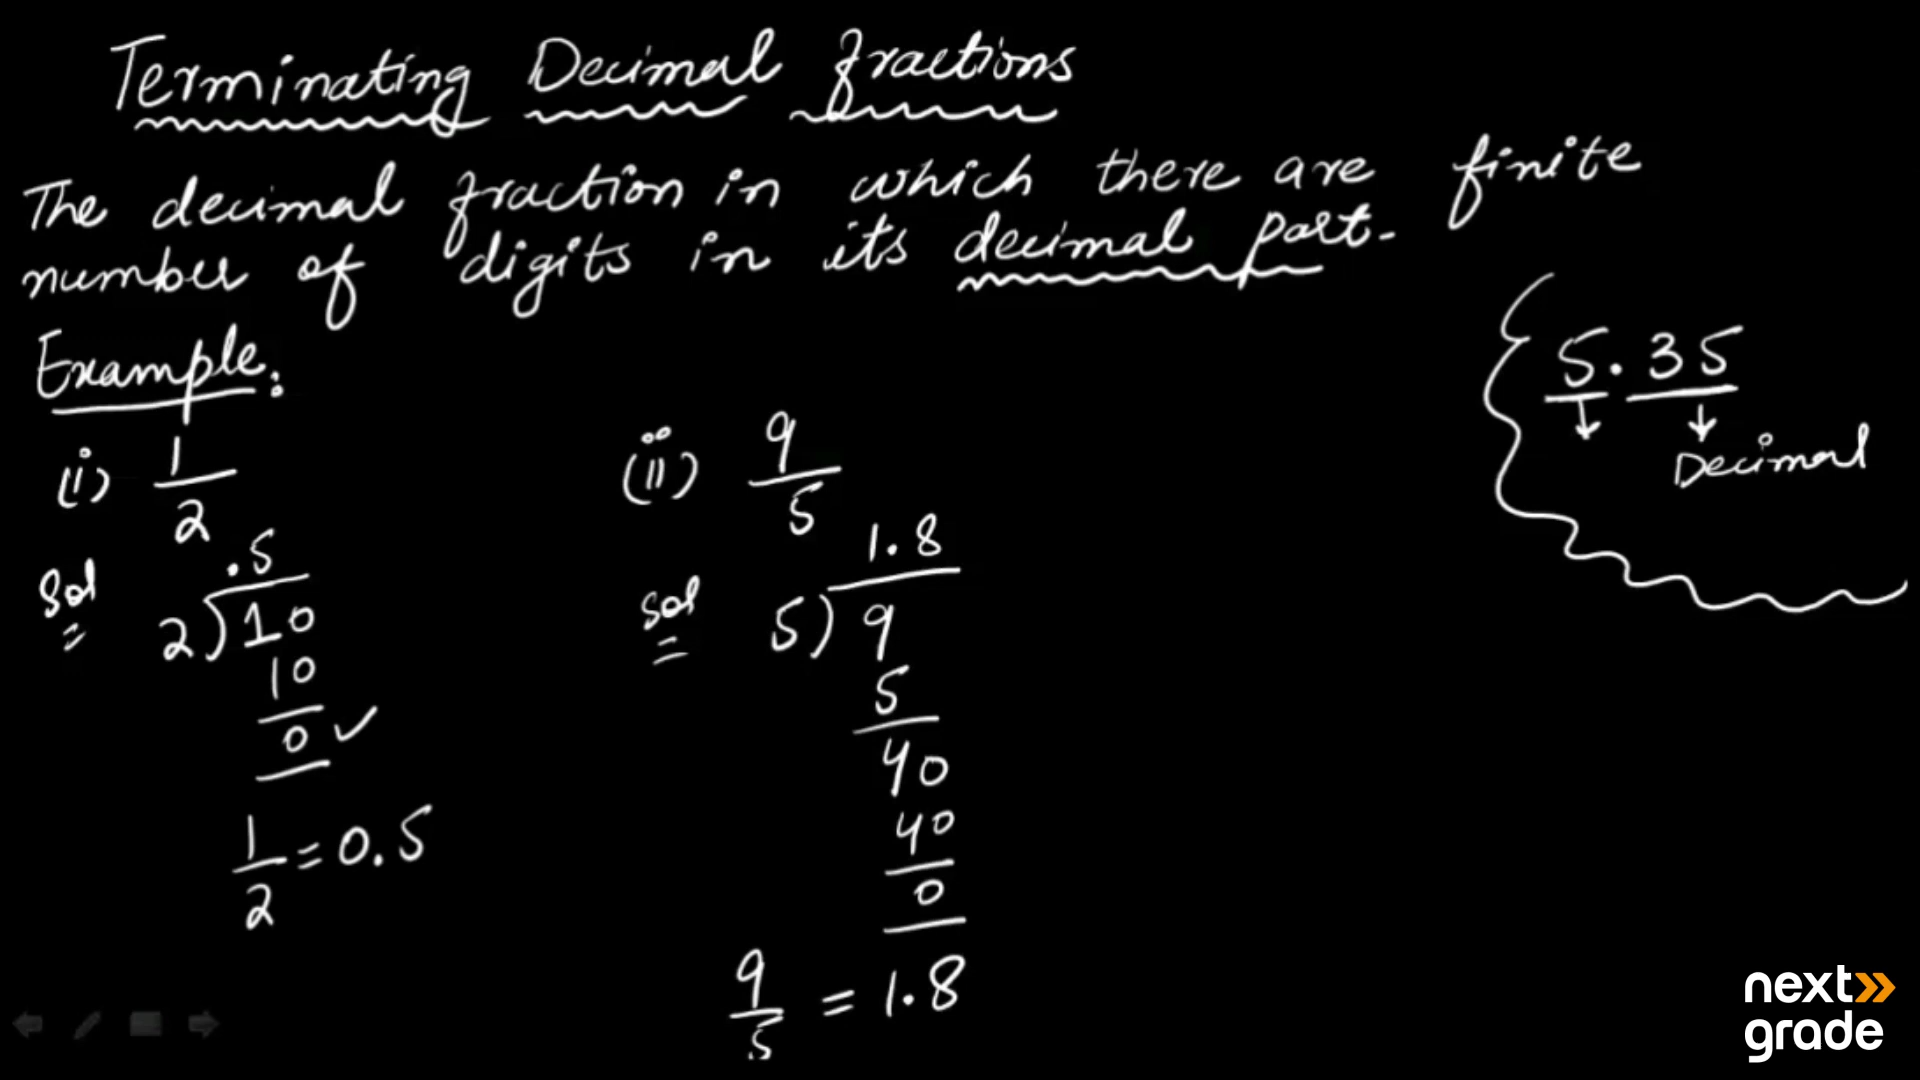 Terminating Decimal fractions
The decimal fraction in which there are finite
number of digits in its decimal part.
Example:
(i) 1/2
Sol
.5
2)10
10
0 ✓
1/2 = 0.5
(ii) 9/5
Sol
1.8
5)9
5
40
40
0
9/5 = 1.8
5.35
Decimal
next
grade